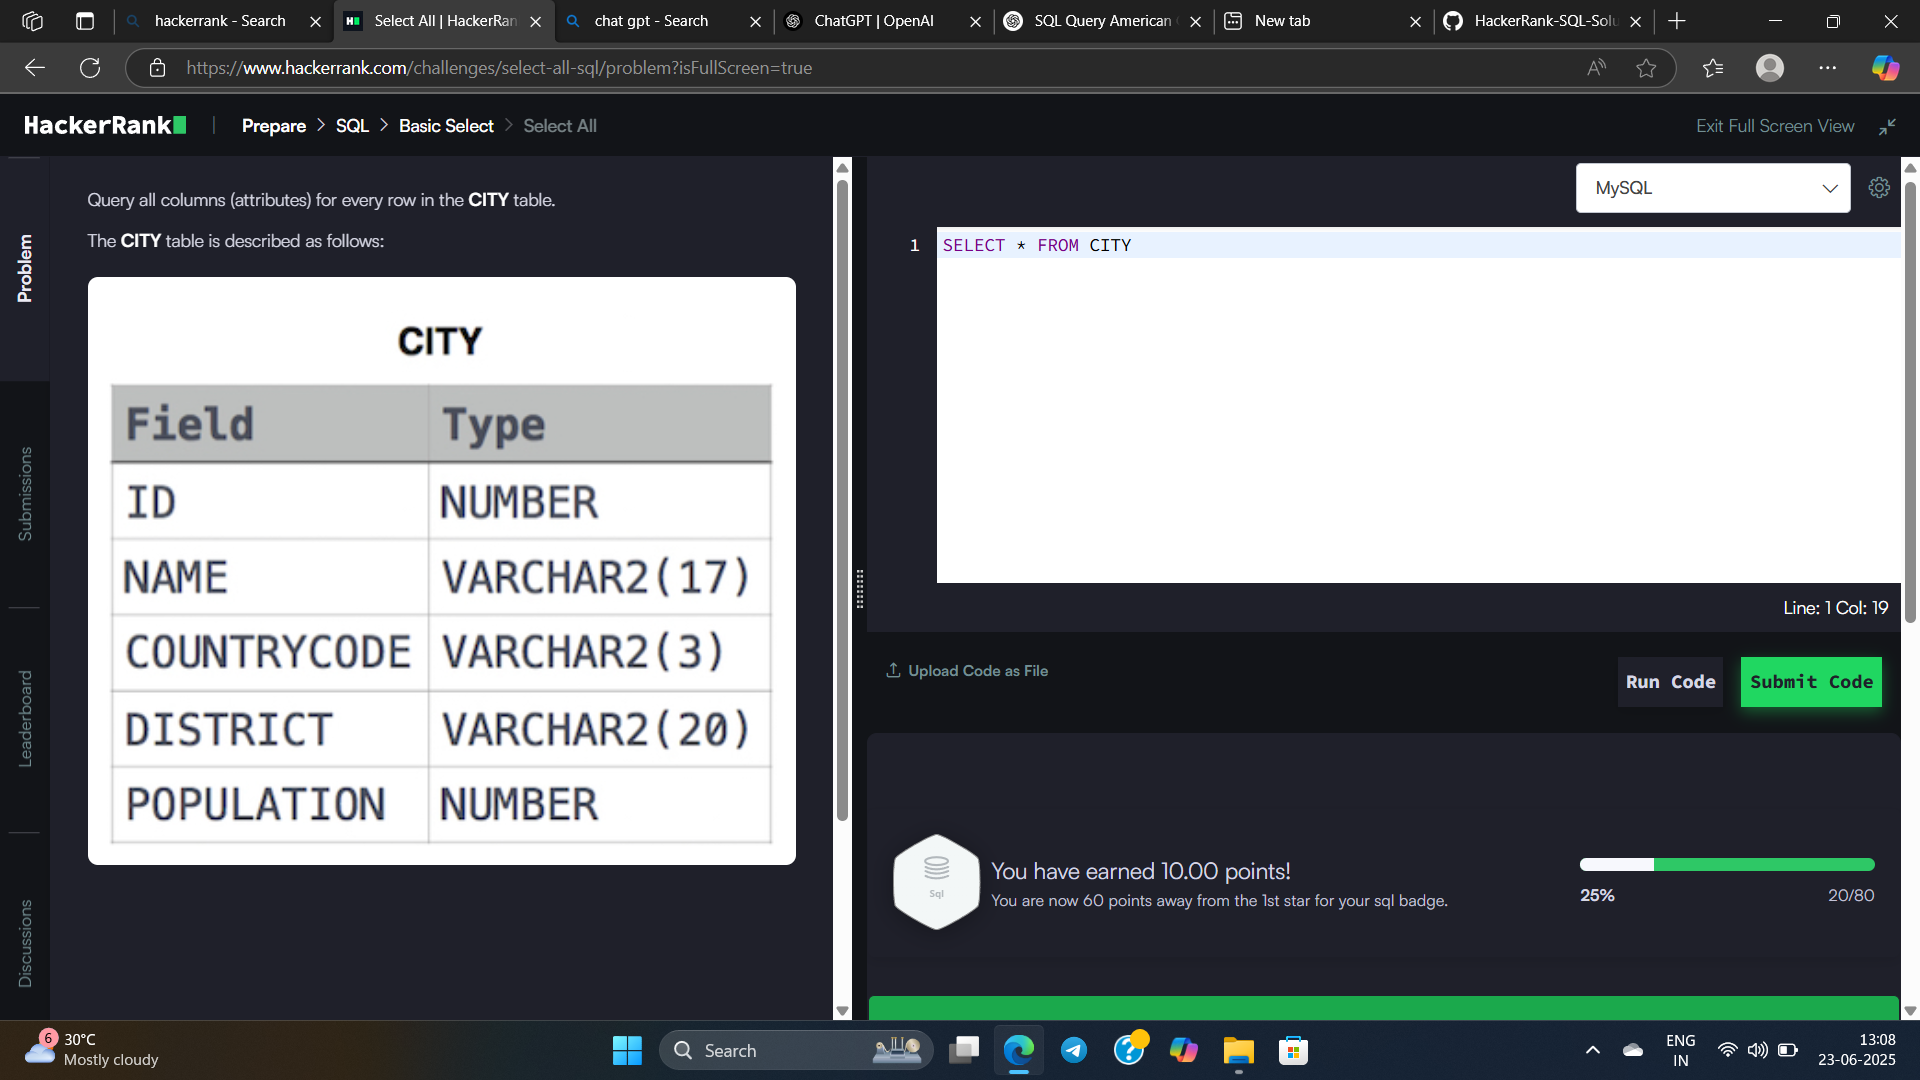 hackerrank - Search
Select All | HackerRan
chat gpt - Search
ChatGPT | OpenAI
SQL Query American
New tab
HackerRank-SQL-Solu
https://www.hackerrank.com/challenges/select-all-sql/problem?isFullScreen=true
HackerRank
Prepare > SQL > Basic Select > Select All
Exit Full Screen View
Problem
Submissions
Leaderboard
Discussions
Query all columns (attributes) for every row in the CITY table.
The CITY table is described as follows:
CITY
Field Type
ID NUMBER
NAME VARCHAR2(17)
COUNTRYCODE VARCHAR2(3)
DISTRICT VARCHAR2(20)
POPULATION NUMBER
MySQL
1 SELECT * FROM CITY
Line: 1 Col: 19
Upload Code as File
Run Code
Submit Code
Sql
You have earned 10.00 points!
You are now 60 points away from the 1st star for your sql badge.
25% 20/80
6
30°C
Mostly cloudy
Search
ENG
IN
13:08
23-06-2025